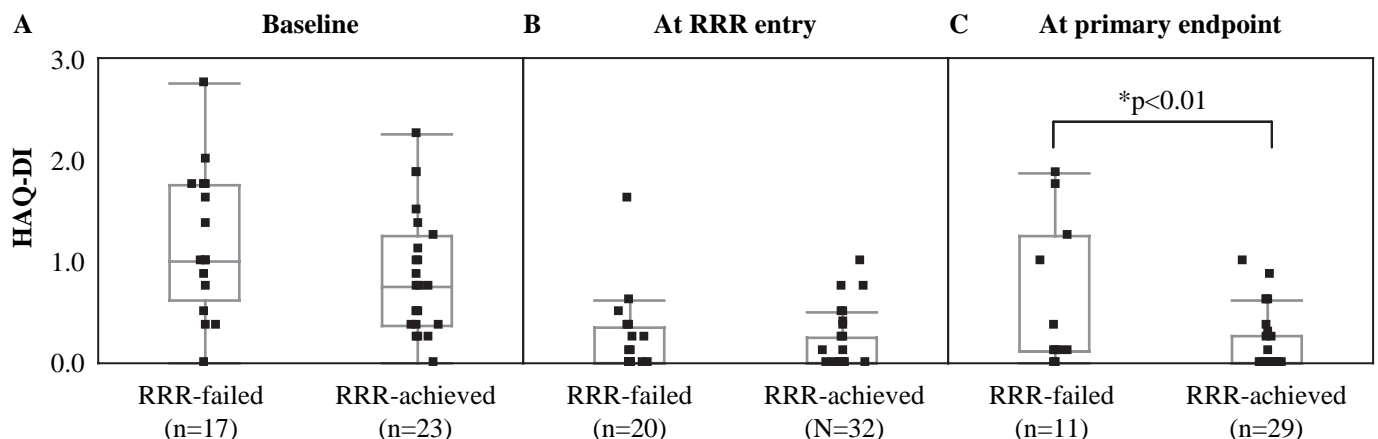 A Baseline B At RRR entry C At primary endpoint
3.0
*p<0.01
2.0
HAQ-DI
1.0
0.0
RRR-failed RRR-achieved RRR-failed RRR-achieved RRR-failed RRR-achieved
(n=17) (n=23) (n=20) (N=32) (n=11) (n=29)